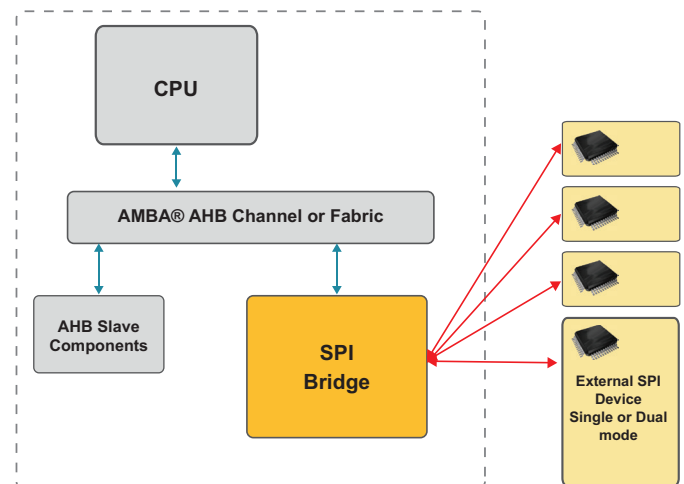 CPU
AMBA® AHB Channel or Fabric
AHB Slave
Components
SPI
Bridge
External SPI
Device
Single or Dual
mode